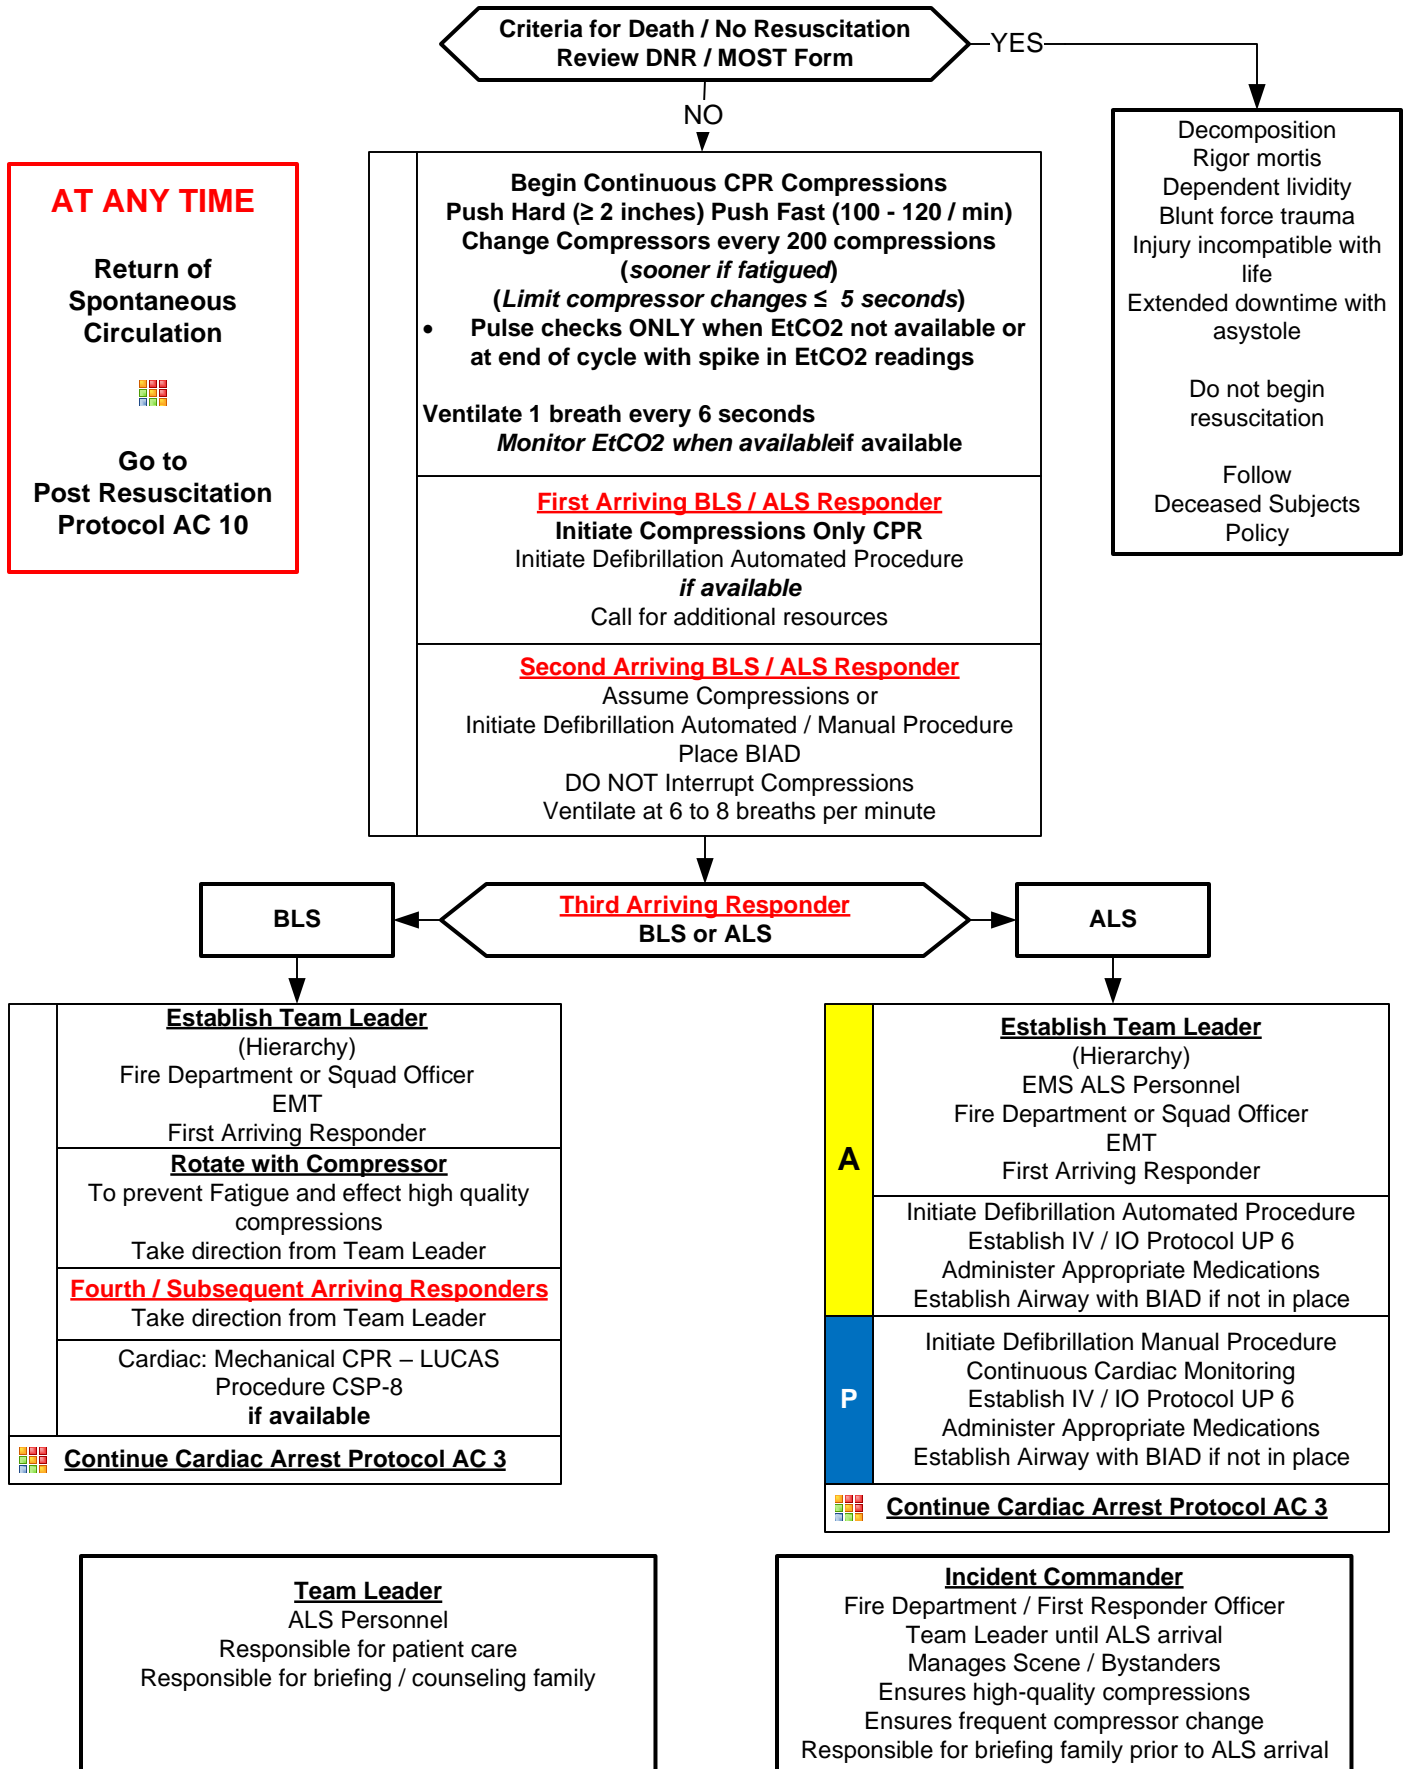 Criteria for Death / No Resuscitation
Review DNR / MOST Form
YES
NO
Decomposition
Rigor mortis
Dependent lividity
Blunt force trauma
Injury incompatible with
life
Extended downtime with
asystole
Do not begin
resuscitation
Follow
Deceased Subjects
Policy
AT ANY TIME
Return of
Spontaneous
Circulation
Go to
Post Resuscitation
Protocol AC 10
Begin Continuous CPR Compressions
Push Hard (≥ 2 inches) Push Fast (100 - 120 / min)
Change Compressors every 200 compressions
(sooner if fatigued)
(Limit compressor changes ≤ 5 seconds)
• Pulse checks ONLY when EtCO2 not available or
at end of cycle with spike in EtCO2 readings
Ventilate 1 breath every 6 seconds
Monitor EtCO2 when availableif available
First Arriving BLS / ALS Responder
Initiate Compressions Only CPR
Initiate Defibrillation Automated Procedure
if available
Call for additional resources
Second Arriving BLS / ALS Responder
Assume Compressions or
Initiate Defibrillation Automated / Manual Procedure
Place BIAD
DO NOT Interrupt Compressions
Ventilate at 6 to 8 breaths per minute
BLS
Third Arriving Responder
BLS or ALS
ALS
Establish Team Leader
(Hierarchy)
Fire Department or Squad Officer
EMT
First Arriving Responder
Rotate with Compressor
To prevent Fatigue and effect high quality
compressions
Take direction from Team Leader
Fourth / Subsequent Arriving Responders
Take direction from Team Leader
Cardiac: Mechanical CPR – LUCAS
Procedure CSP-8
if available
Continue Cardiac Arrest Protocol AC 3
A
Establish Team Leader
(Hierarchy)
EMS ALS Personnel
Fire Department or Squad Officer
EMT
First Arriving Responder
Initiate Defibrillation Automated Procedure
Establish IV / IO Protocol UP 6
Administer Appropriate Medications
Establish Airway with BIAD if not in place
P
Initiate Defibrillation Manual Procedure
Continuous Cardiac Monitoring
Establish IV / IO Protocol UP 6
Administer Appropriate Medications
Establish Airway with BIAD if not in place
Continue Cardiac Arrest Protocol AC 3
Team Leader
ALS Personnel
Responsible for patient care
Responsible for briefing / counseling family
Incident Commander
Fire Department / First Responder Officer
Team Leader until ALS arrival
Manages Scene / Bystanders
Ensures high-quality compressions
Ensures frequent compressor change
Responsible for briefing family prior to ALS arrival